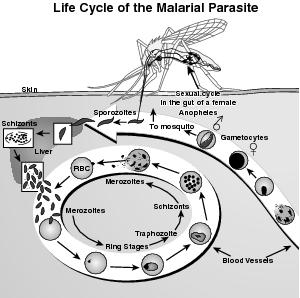 Life Cycle of the Malarial Parasite
Skin
Sexual cycle
in the gut of a female
Anopheles
Sporozoites
To mosquito
Schizonts
Gametocytes
Liver
RBC
Merozoites
Merozoites
Schizonts
Traphozoite
Ring Stages
Blood Vessels